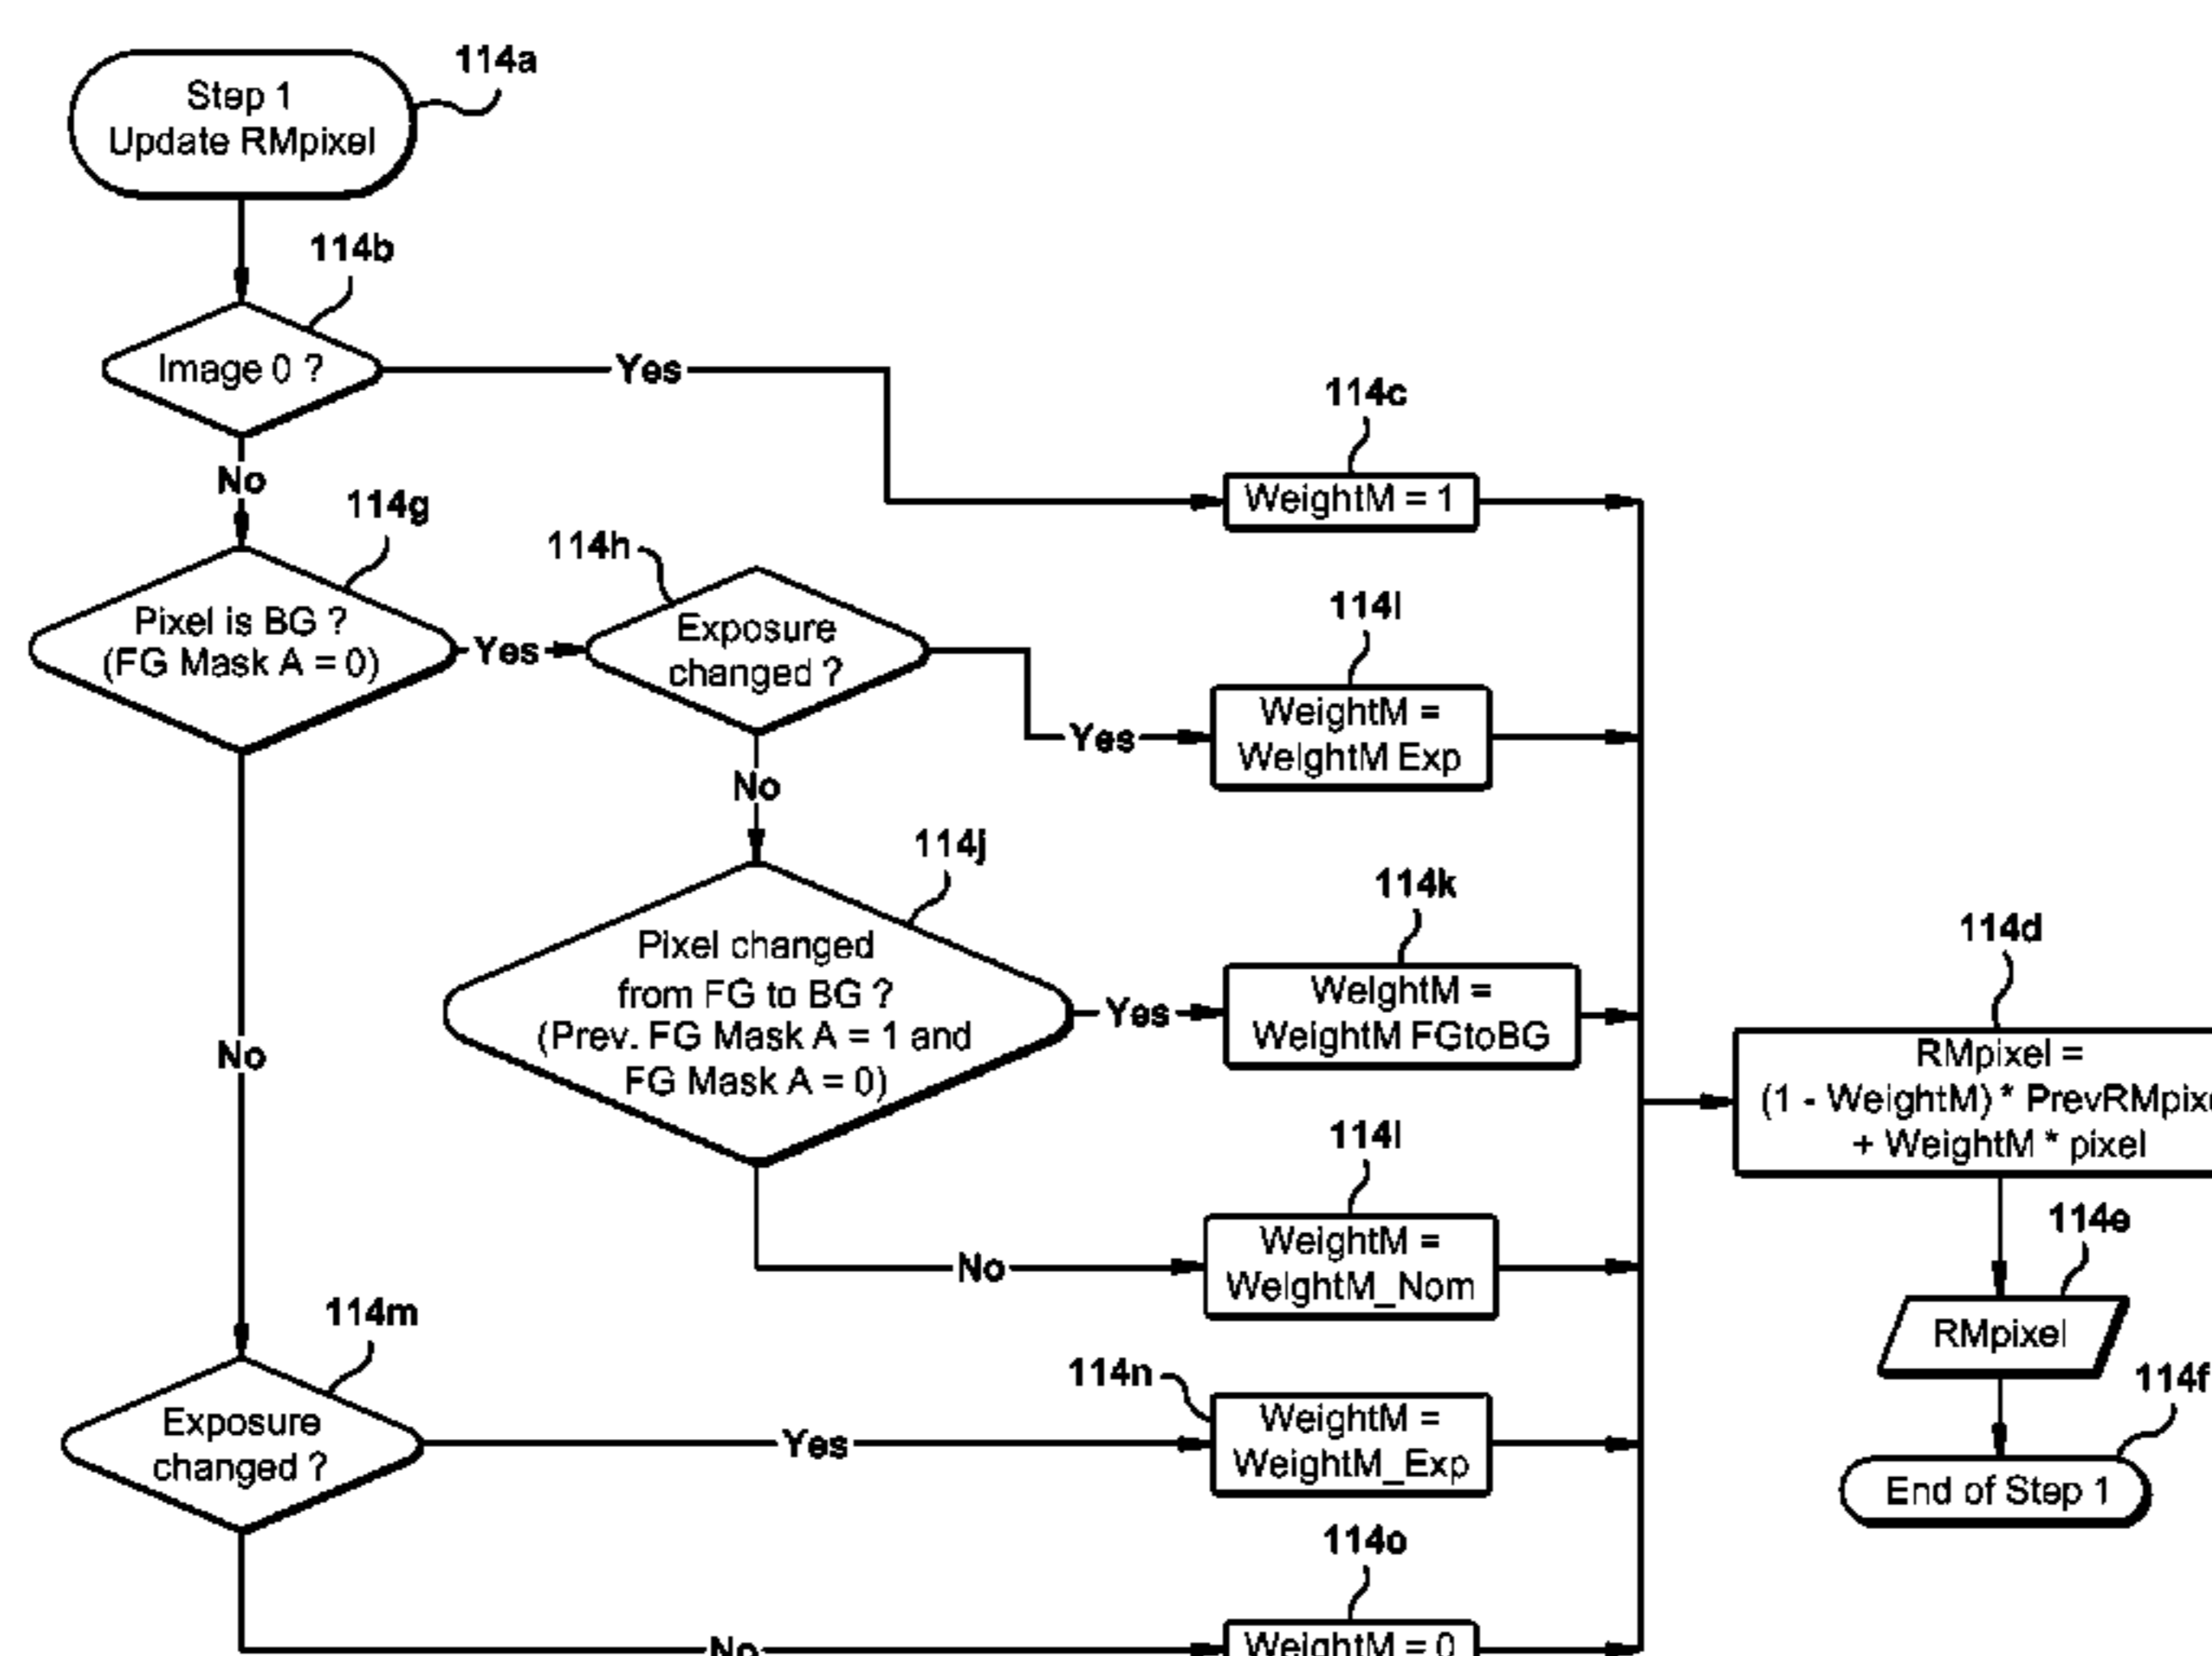 114a
Step 1
Update RMpixel
114b
Image 0 ?
Yes
No
114c
WeightM = 1
114g
Pixel is BG ?
(FG Mask A = 0)
Yes
No
114h
Exposure
changed ?
Yes
No
114l
WeightM =
WeightM Exp
114j
Pixel changed
from FG to BG ?
(Prev. FG Mask A = 1 and
FG Mask A = 0)
Yes
No
114k
WeightM =
WeightM FGtoBG
114l
WeightM =
WeightM_Nom
114m
Exposure
changed ?
Yes
No
114n
WeightM =
WeightM_Exp
114o
WeightM = 0
114d
RMpixel =
(1 - WeightM) *
+ WeightM * pixel
114e
RMpixel
114f
End of Step 1